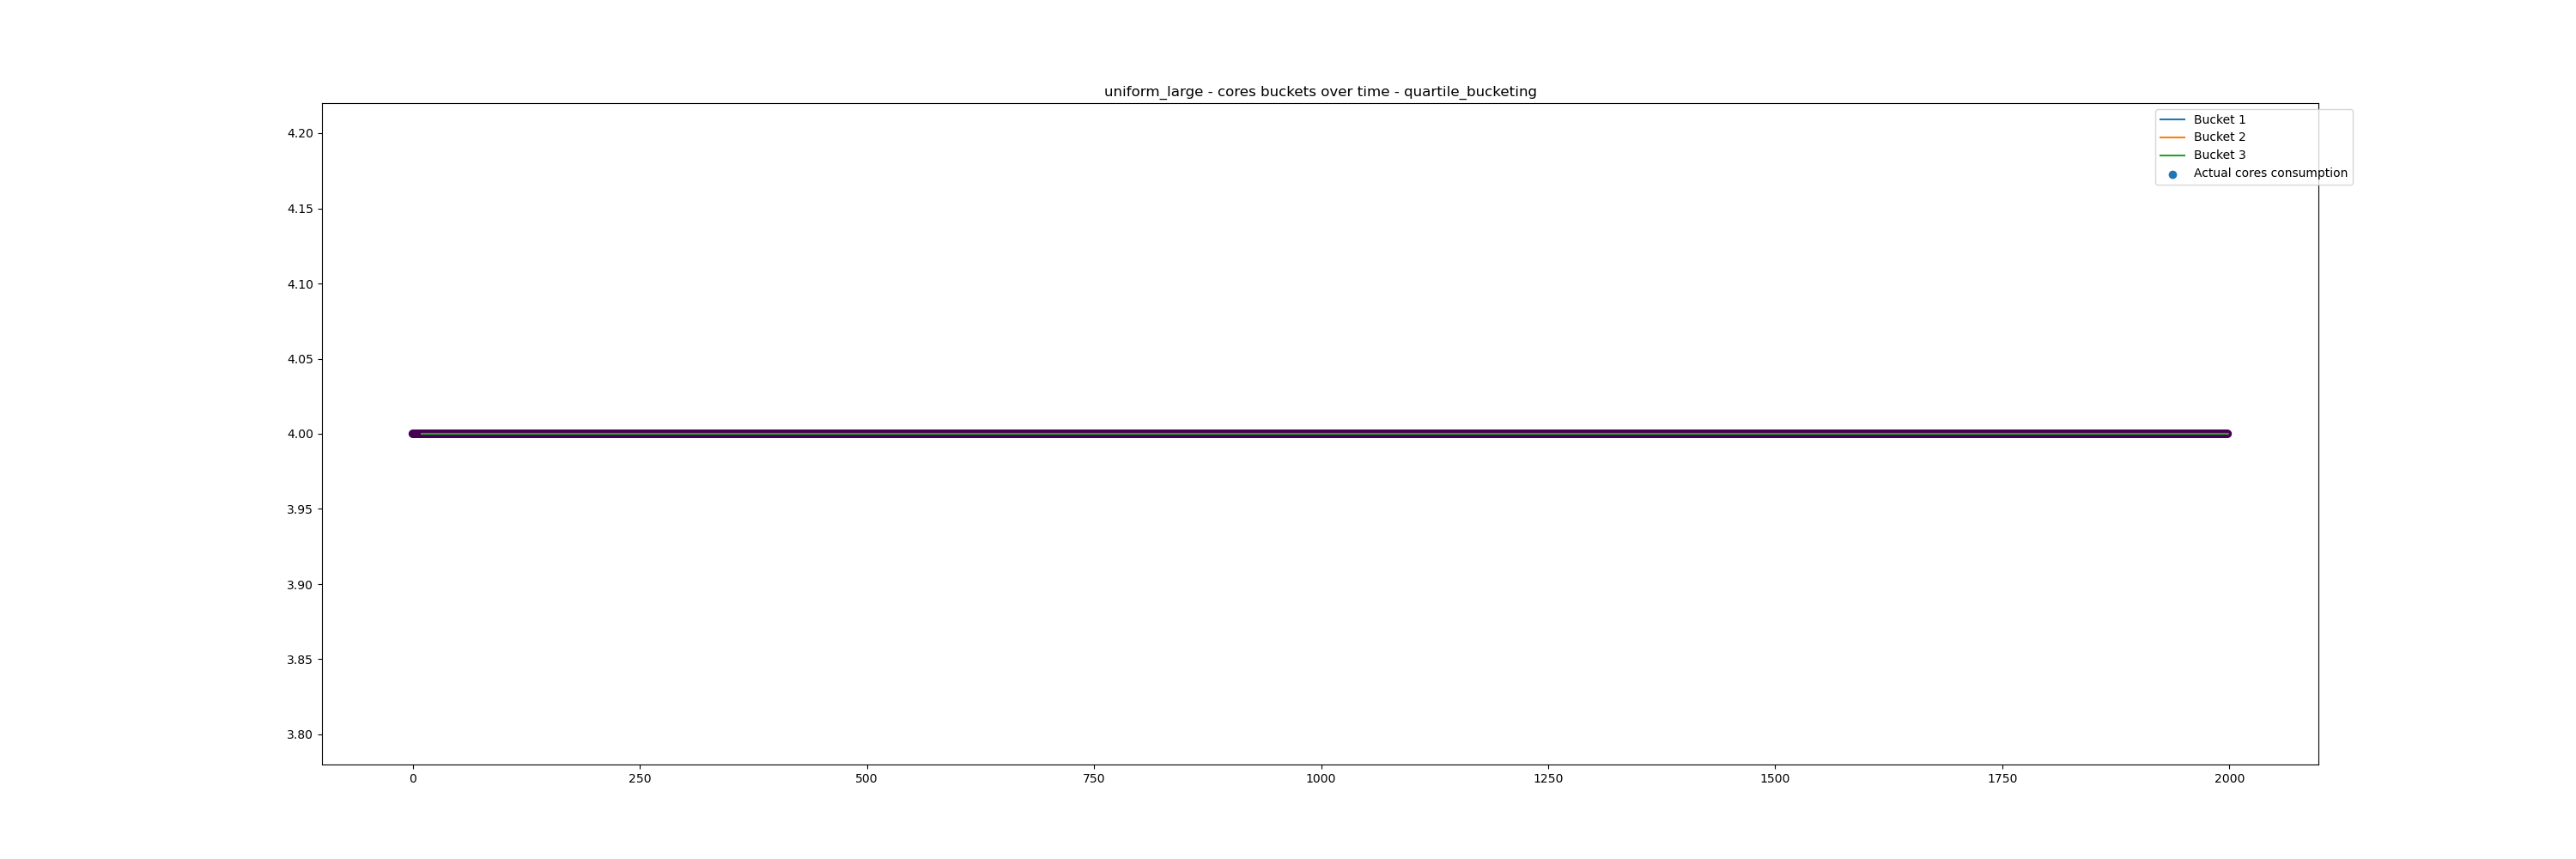 uniform_large - cores buckets over time - quartile_bucketing
Bucket 1
Bucket 2
Bucket 3
Actual cores consumption
4.20
4.15
4.10
4.05
4.00
3.95
3.90
3.85
3.80
0 250 500 750 1000 1250 1500 1750 2000